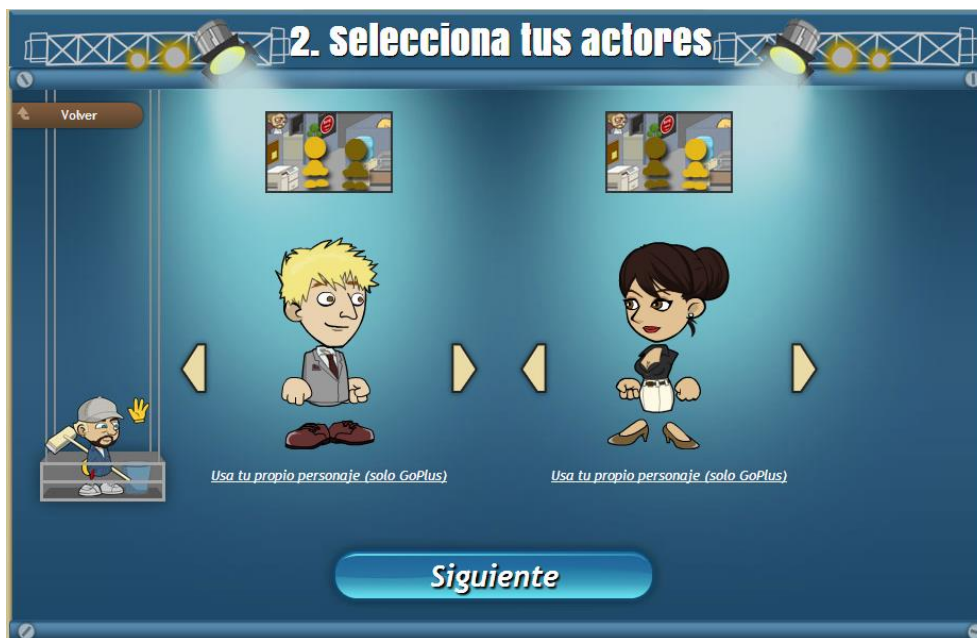 2. Selecciona tus actores
Volver
Usa tu propio personaje (solo GoPlus)
Usa tu propio personaje (solo GoPlus)
Siguiente